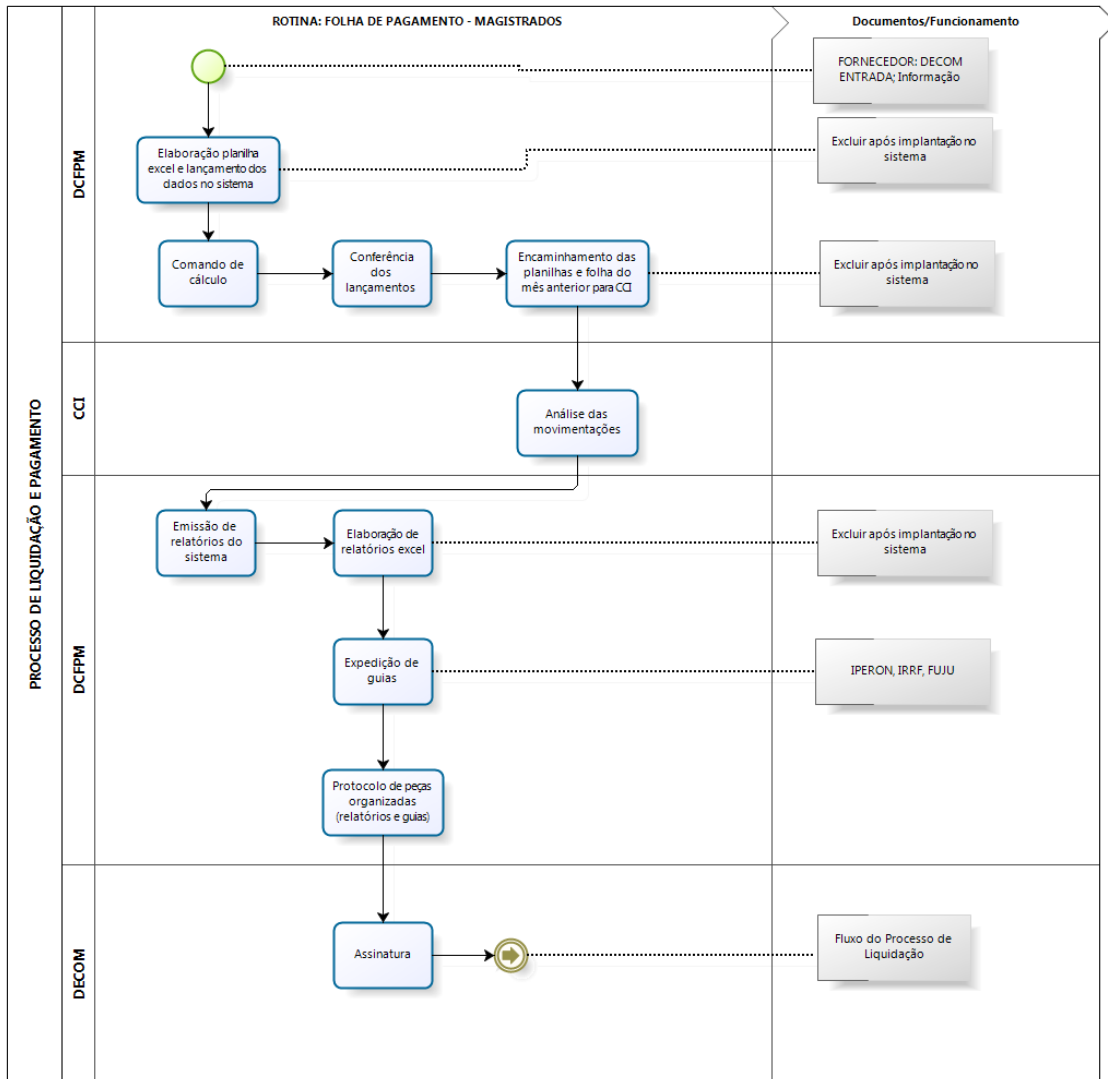 ROTINA: FOLHA DE PAGAMENTO - MAGISTRADOS
Documentos/Funcionamento
PROCESSO DE LIQUIDAÇÃO E PAGAMENTO
DCFPM
FORNECEDOR: DECOM
ENTRADA; Informação
Elaboração planilha
excel e lançamento dos
dados no sistema
Excluir após implantação no
sistema
Comando de
cálculo
Conferência
dos
lançamentos
Encaminhamento das
planilhas e folha do
mês anterior para CCI
Excluir após implantação no
sistema
CCI
Análise das
movimentações
DCFPM
Emissão de
relatórios do
sistema
Elaboração de
relatórios excel
Excluir após implantação no
sistema
Expedição de
guias
IPERON, IRRF, FUJU
Protocolo de peças
organizadas
(relatórios e guias)
DECOM
Assinatura
Fluxo do Processo de
Liquidação